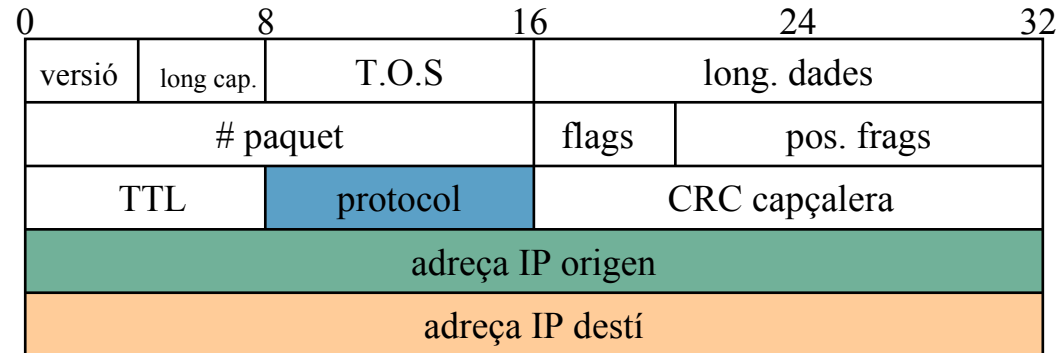 0 8 16 24 32
versió long cap. T.O.S long. dades
# paquet flags pos. frags
TTL protocol CRC capçalera
adreça IP origen
adreça IP destí